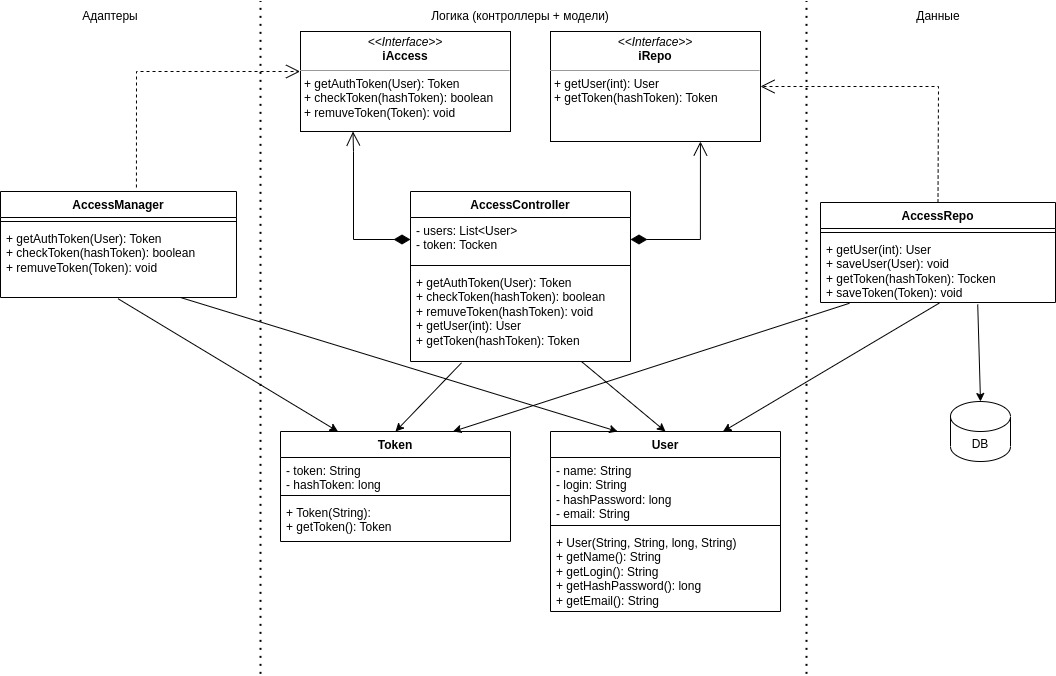 Адаптеры
Логика (контроллеры + модели)
Данные
<<Interface>>
iAccess
+ getAuthToken(User): Token
+ checkToken(hashToken): boolean
+ remuveToken(Token): void
<<Interface>>
iRepo
+ getUser(int): User
+ getToken(hashToken): Token
AccessManager
+ getAuthToken(User): Token
+ checkToken(hashToken): boolean
+ remuveToken(Token): void
AccessController
- users: List<User>
- token: Tocken
+ getAuthToken(User): Token
+ checkToken(hashToken): boolean
+ remuveToken(hashToken): void
+ getUser(int): User
+ getToken(hashToken): Token
AccessRepo
+ getUser(int): User
+ saveUser(User): void
+ getToken(hashToken): Tocken
+ saveToken(Token): void
Token
- token: String
- hashToken: long
+ Token(String):
+ getToken(): Token
User
- name: String
- login: String
- hashPassword: long
- email: String
+ User(String, String, long, String)
+ getName(): String
+ getLogin(): String
+ getHashPassword(): long
+ getEmail(): String
DB